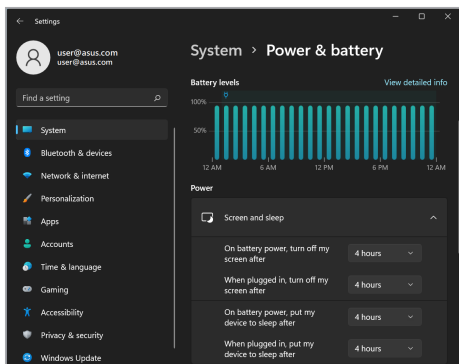 Settings
user@asus.com
user@asus.com
Find a setting
System
Bluetooth & devices
Network & internet
Personalization
Apps
Accounts
Time & language
Gaming
Accessibility
Privacy & security
Windows Update
System > Power & battery
Battery levels
View detailed info
100%
50%
12 AM 6 AM 12 PM 6 PM 12 AM
Power
Screen and sleep
On battery power, turn off my
screen after
4 hours
When plugged in, turn off my
screen after
4 hours
On battery power, put my
device to sleep after
4 hours
When plugged in, put my
device to sleep after
4 hours